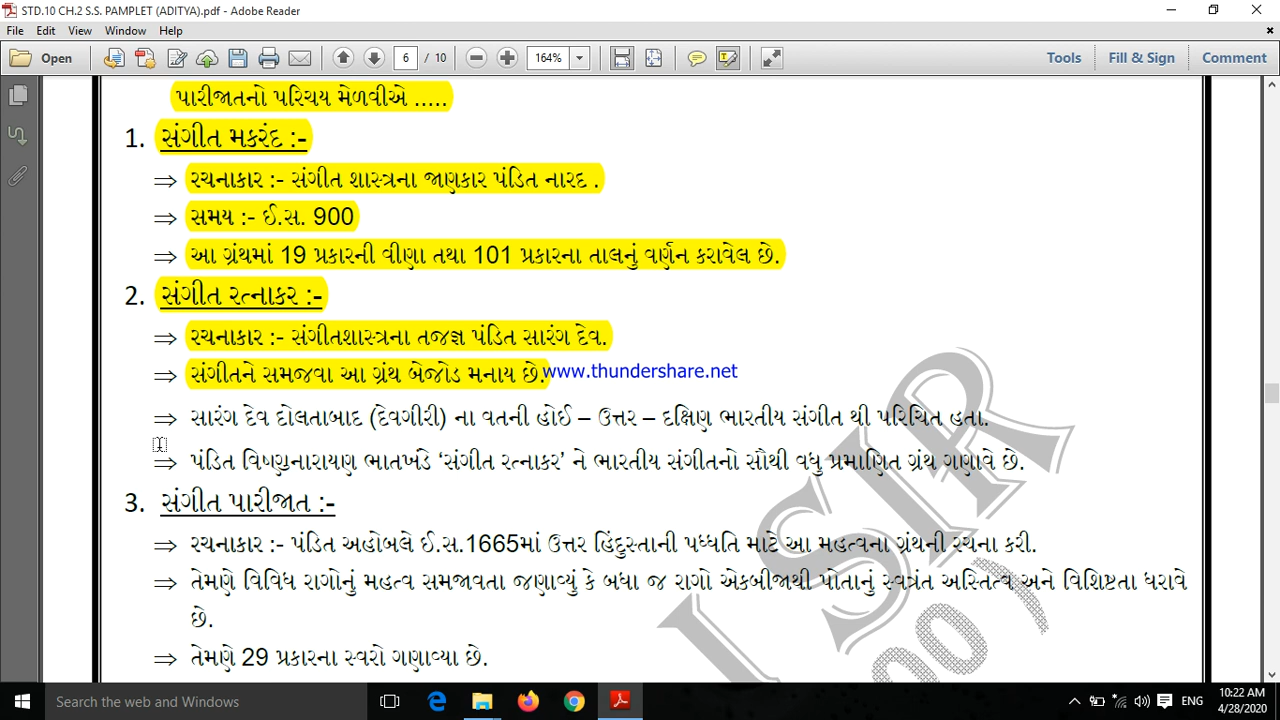 STD.10 CH.2 S.S. PAMPLET (ADITYA).pdf - Adobe Reader
File Edit View Window Help
Open 6 / 10 164% Tools Fill & Sign Comment
પારીજાતનો પરિચય મેળવીએ .....
1. સંગીત મકરંદ :-
⇒ રચનાકાર :- સંગીત શાસ્ત્રના જાણકાર પંડિત નારદ .
⇒ સમય :- ઈ.સ. 900
⇒ આ ગ્રંથમાં 19 પ્રકારની વીણા તથા 101 પ્રકારના તાલનું વર્ણન કરાવેલ છે.
2. સંગીત રત્નાકર :-
⇒ રચનાકાર :- સંગીતશાસ્ત્રના તજજ્ઞ પંડિત સારંગ દેવ.
⇒ સંગીતને સમજવા આ ગ્રંથ બેજોડ મનાય છે. www.thundershare.net
⇒ સારંગ દેવ દોલતાબાદ (દેવગીરી) ના વતની હોઈ – ઉત્તર – દક્ષિણ ભારતીય સંગીત થી પરિચિત હતા.
⇒ પંડિત વિષ્ણુનારાયણ ભાતખંડે ‘સંગીત રત્નાકર’ ને ભારતીય સંગીતનો સૌથી વધુ પ્રમાણિત ગ્રંથ ગણાવે છે.
3. સંગીત પારીજાત :-
⇒ રચનાકાર :- પંડિત અહોબલે ઈ.સ.1665માં ઉત્તર હિંદુસ્તાની પધ્ધતિ માટે આ મહત્વના ગ્રંથની રચના કરી.
⇒ તેમણે વિવિધ રાગોનું મહત્વ સમજાવતા જણાવ્યું કે બધા જ રાગો એકબીજાથી પોતાનું સ્વત્રંત અસ્તિત્વ અને વિશિષ્ટતા ધરાવે
છે.
⇒ તેમણે 29 પ્રકારના સ્વરો ગણાવ્યા છે.
Search the web and Windows
ENG 10:22 AM
4/28/2020